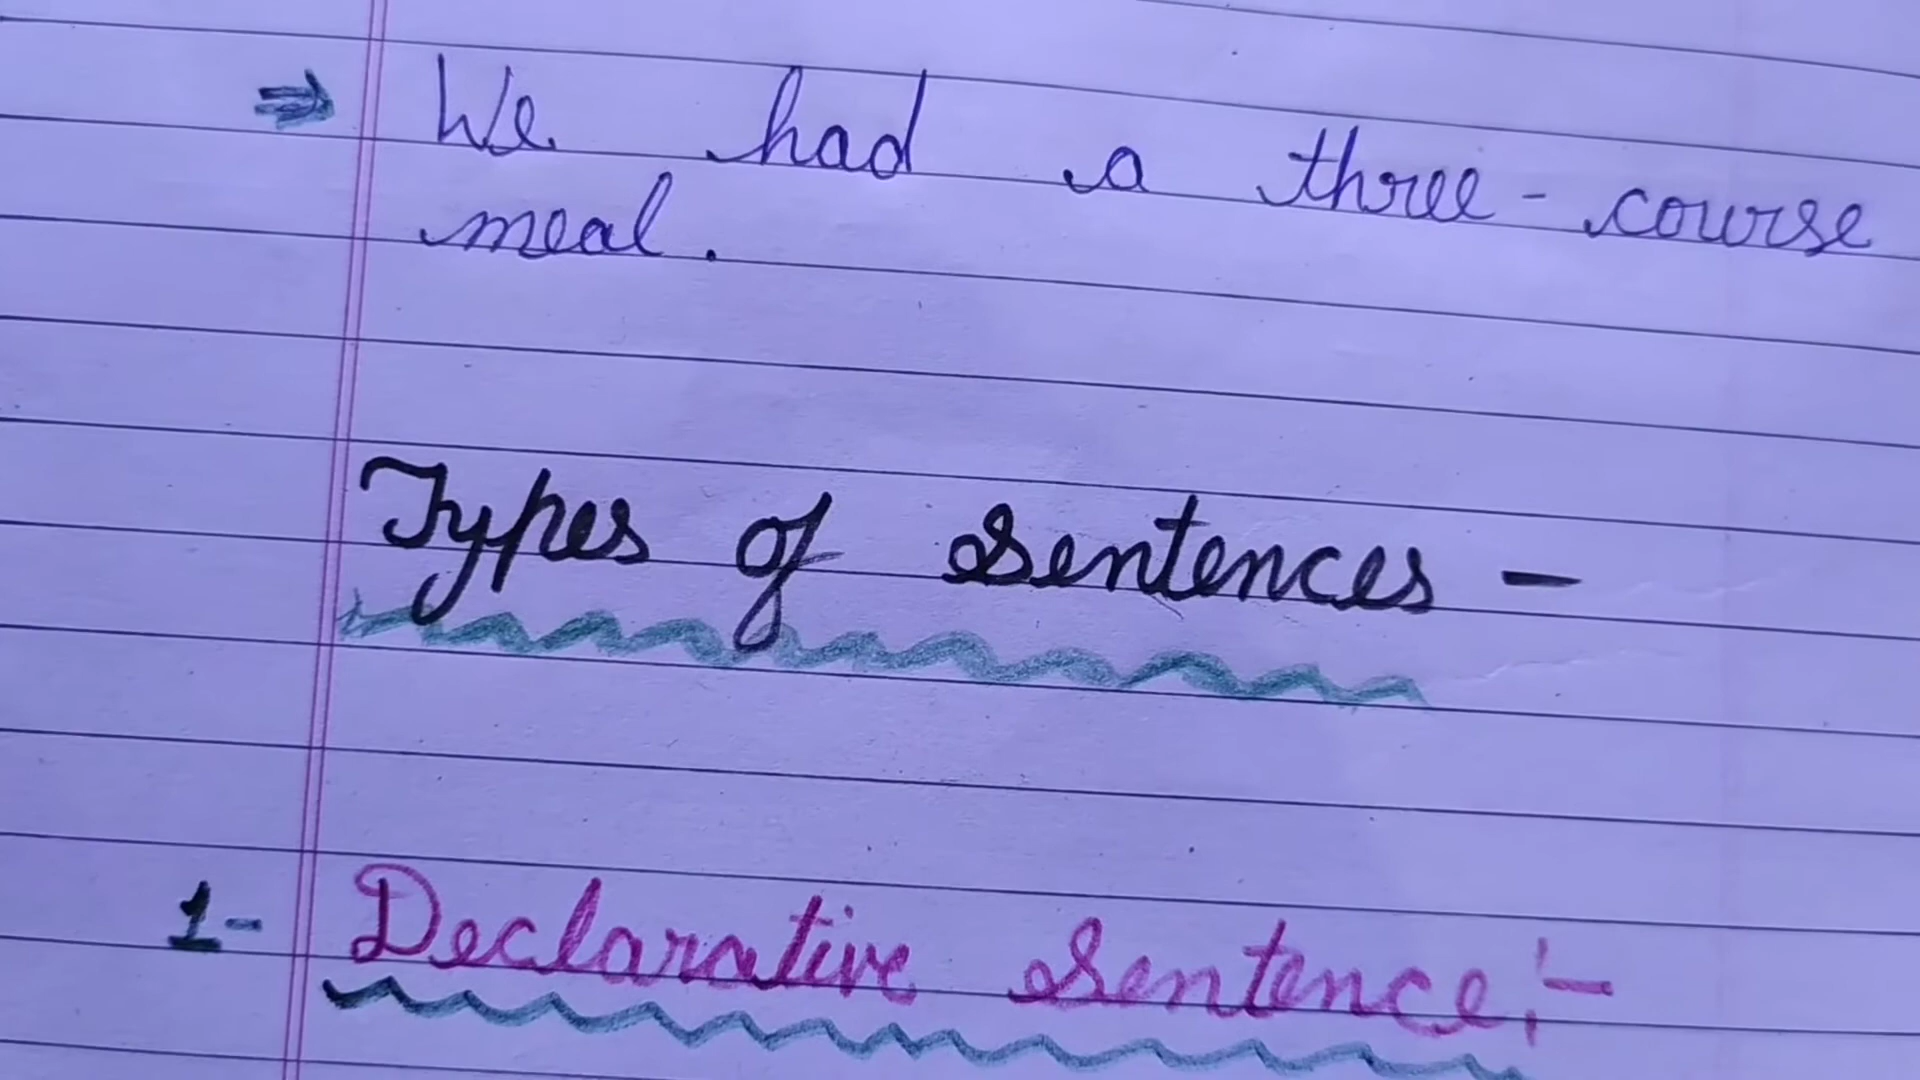 ⇒ We had a three-course
meal.
Types of Sentences -
1- Declarative Sentence:-